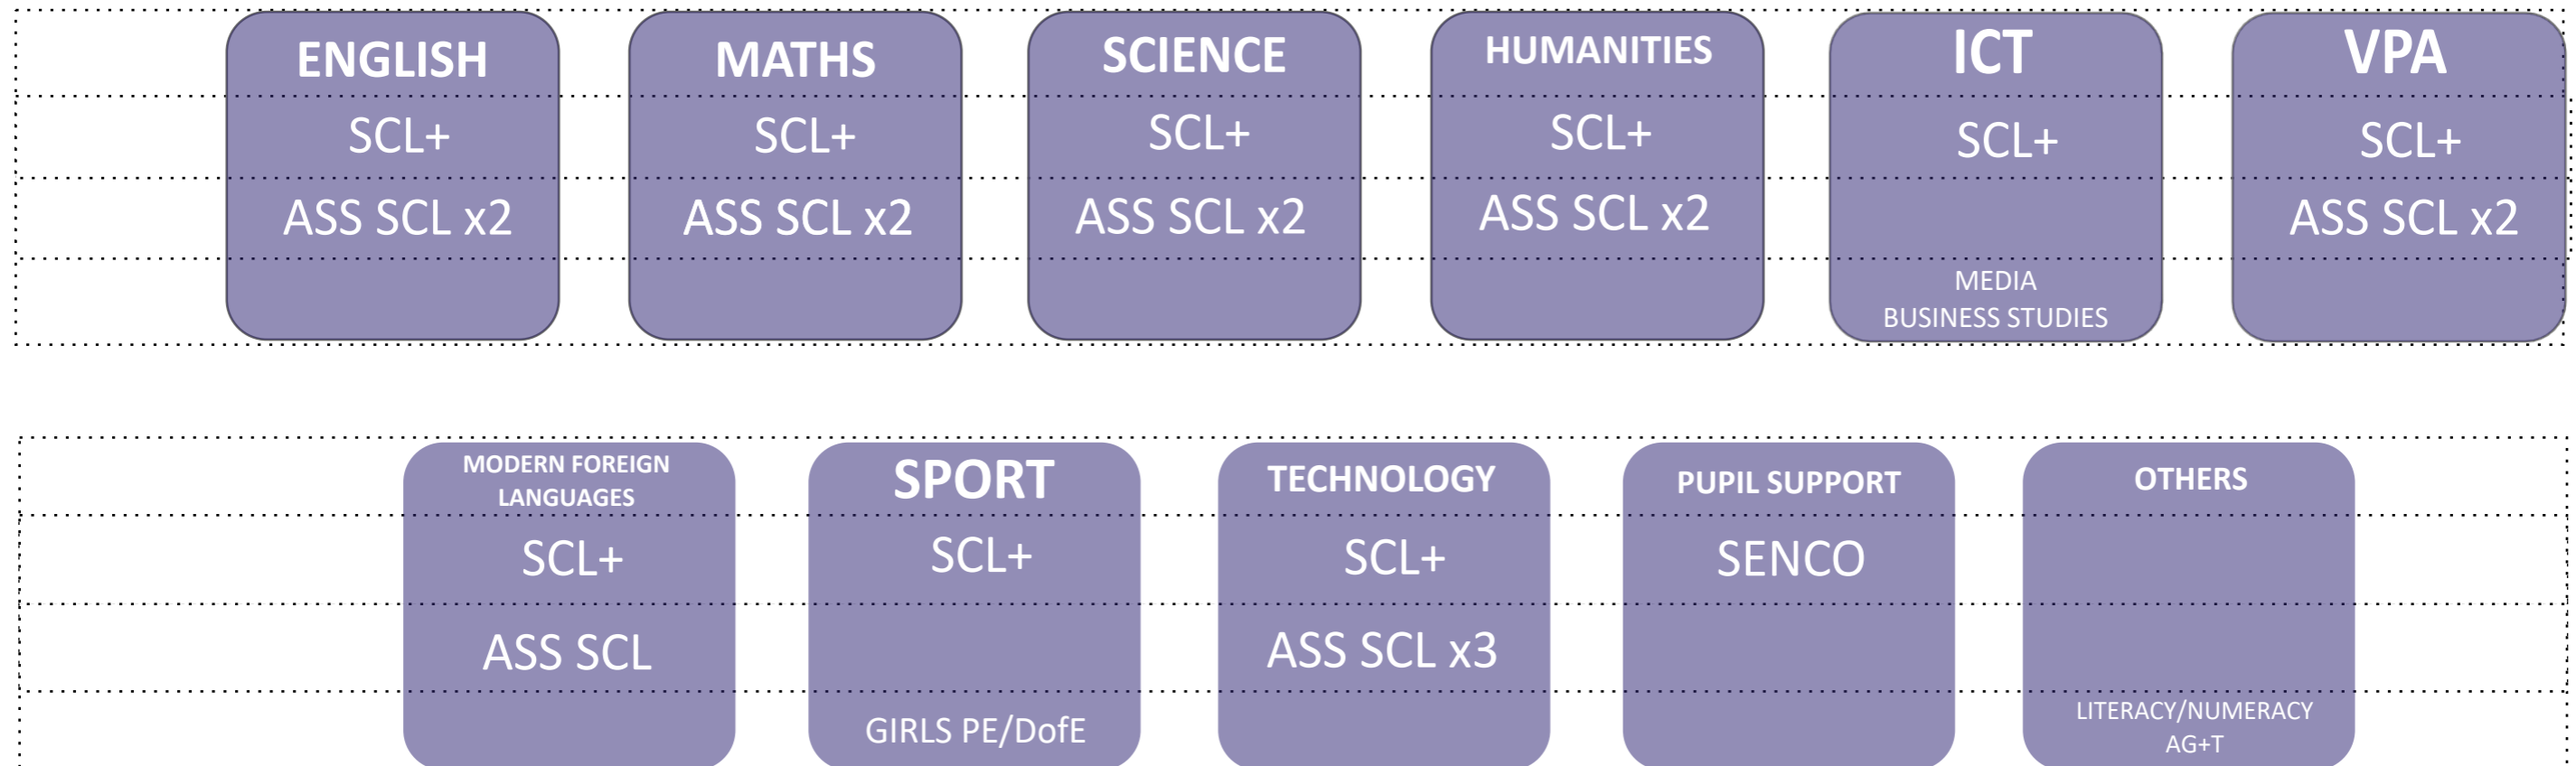 ENGLISH
SCL+
ASS SCL x2
MATHS
SCL+
ASS SCL x2
SCIENCE
SCL+
ASS SCL x2
HUMANITIES
SCL+
ASS SCL x2
ICT
SCL+
MEDIA
BUSINESS STUDIES
VPA
SCL+
ASS SCL x2
MODERN FOREIGN
LANGUAGES
SCL+
ASS SCL
SPORT
SCL+
GIRLS PE/DofE
TECHNOLOGY
SCL+
ASS SCL x3
PUPIL SUPPORT
SENCO
OTHERS
LITERACY/NUMERACY
AG+T